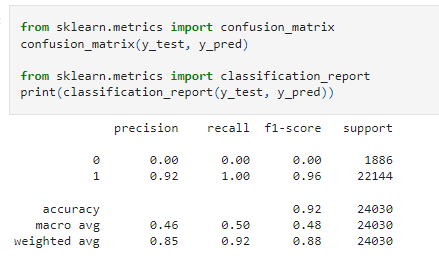 from sklearn.metrics import confusion_matrix
confusion_matrix(y_test, y_pred)
from sklearn.metrics import classification_report
print(classification_report(y_test, y_pred))
precision recall f1-score support
0 0.00 0.00 0.00 1886
1 0.92 1.00 0.96 22144
accuracy 0.92 24030
macro avg 0.46 0.50 0.48 24030
weighted avg 0.85 0.92 0.88 24030